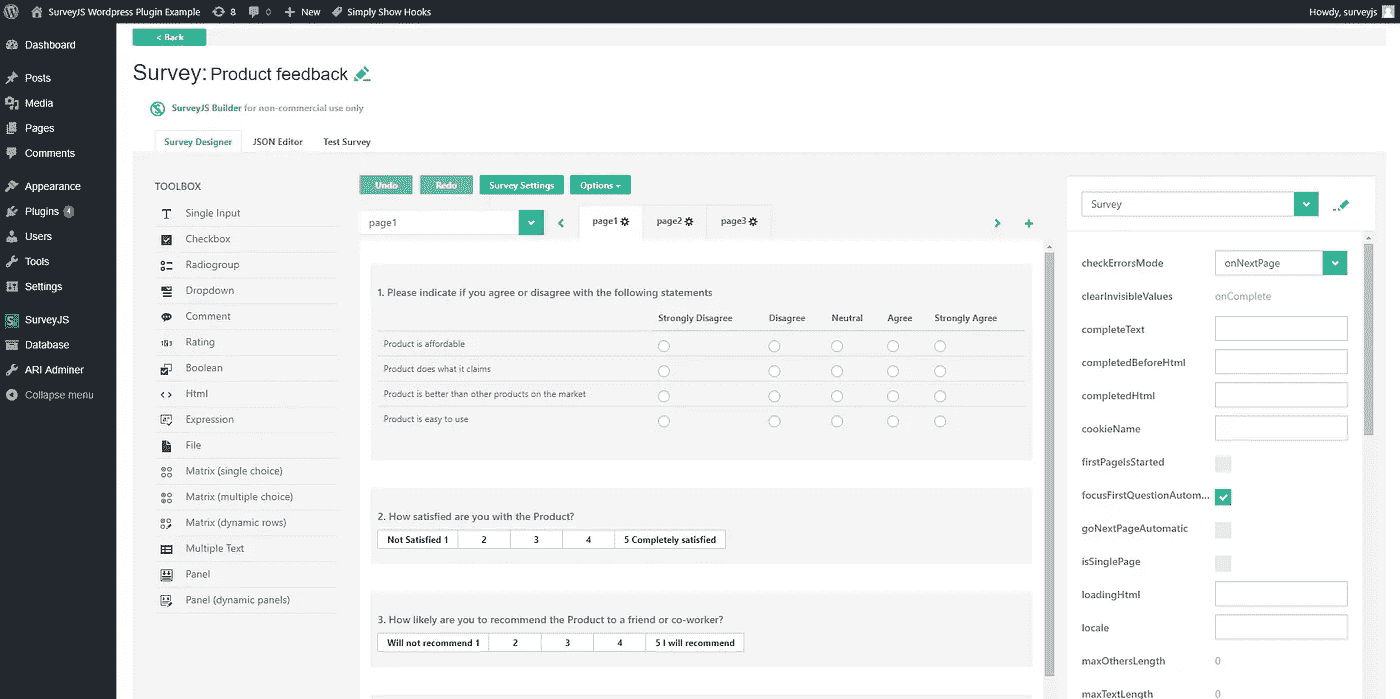 SurveyJS Wordpress Plugin Example 8 0 New Simply Show Hooks Howdy, surveyjs
Dashboard
Posts
Media
Pages
Comments
Appearance
Plugins 4
Users
Tools
Settings
SurveyJS
Database
ARI Adminer
Collapse menu
< Back
Survey: Product feedback
SurveyJS Builder for non-commercial use only
Survey Designer JSON Editor Test Survey
TOOLBOX
Single Input
Checkbox
Radiogroup
Dropdown
Comment
Rating
Boolean
Html
Expression
File
Matrix (single choice)
Matrix (multiple choice)
Matrix (dynamic rows)
Multiple Text
Panel
Panel (dynamic panels)
Undo Redo Survey Settings Options
page1 page1 page2 page3
1. Please indicate if you agree or disagree with the following statements
Strongly Disagree Disagree Neutral Agree Strongly Agree
Product is affordable
Product does what it claims
Product is better than other products on the market
Product is easy to use
2. How satisfied are you with the Product?
Not Satisfied 1 2 3 4 5 Completely satisfied
3. How likely are you to recommend the Product to a friend or co-worker?
Will not recommend 1 2 3 4 5 I will recommend
Survey
checkErrorsMode onNextPage
clearInvisibleValues onComplete
completeText
completedBeforeHtml
completedHtml
cookieName
firstPageIsStarted
focusFirstQuestionAutom...
goNextPageAutomatic
isSinglePage
loadingHtml
locale
maxOthersLength 0
maxTextLength 0